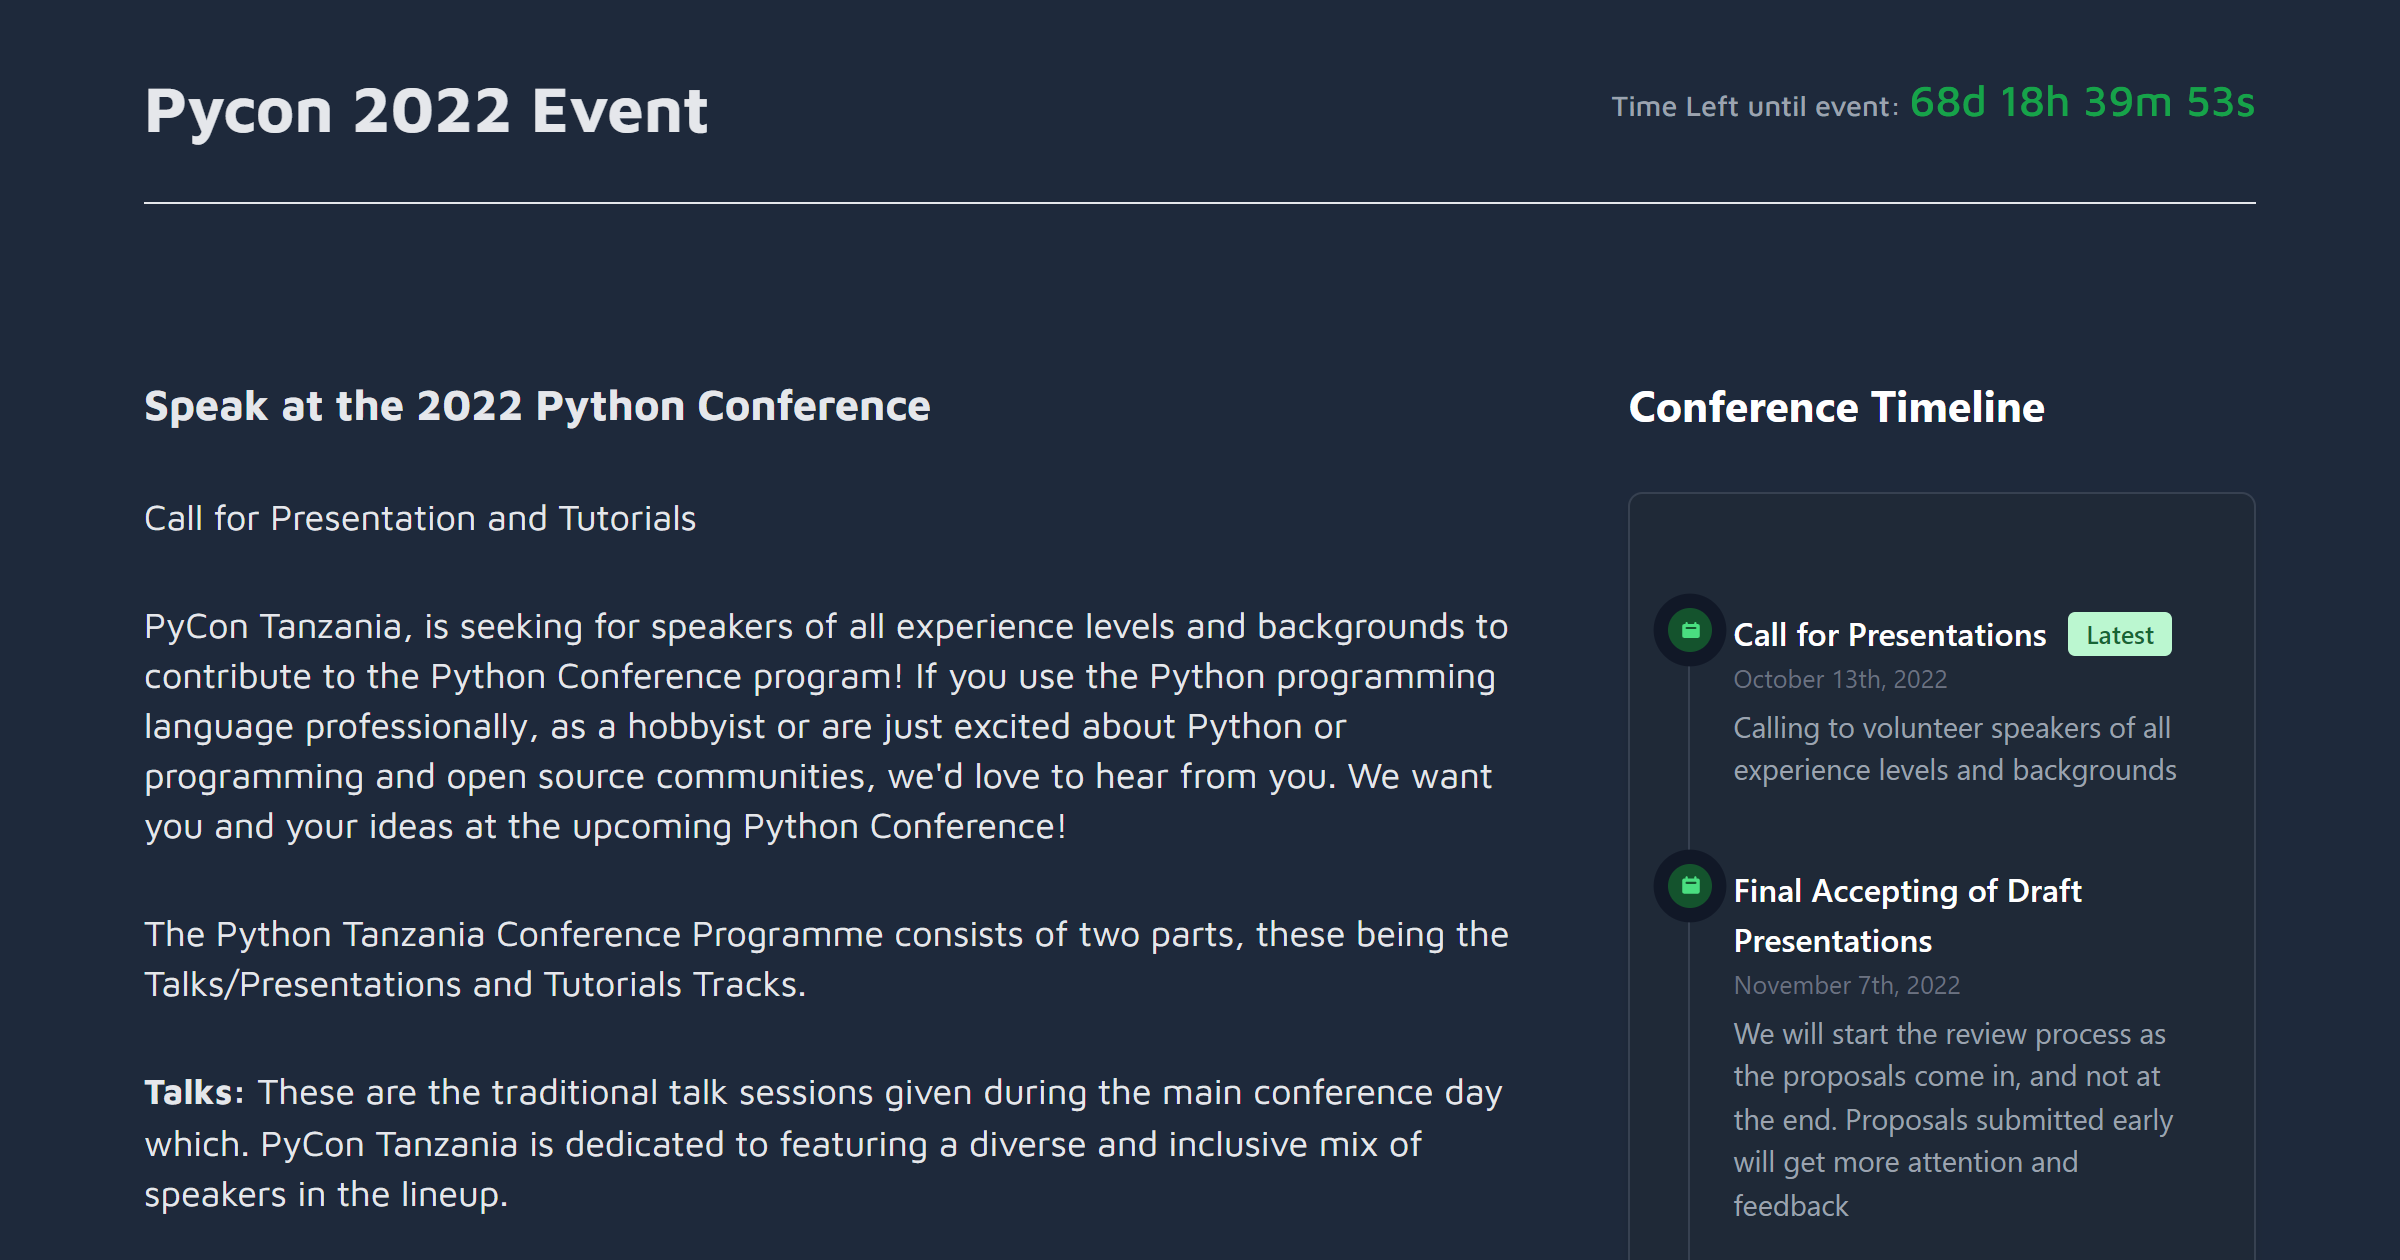 Pycon 2022 Event
Time Left until event: 68d 18h 39m 53s
Speak at the 2022 Python Conference
Call for Presentation and Tutorials
PyCon Tanzania, is seeking for speakers of all experience levels and backgrounds to
contribute to the Python Conference program! If you use the Python programming
language professionally, as a hobbyist or are just excited about Python or
programming and open source communities, we'd love to hear from you. We want
you and your ideas at the upcoming Python Conference!
The Python Tanzania Conference Programme consists of two parts, these being the
Talks/Presentations and Tutorials Tracks.
Talks: These are the traditional talk sessions given during the main conference day
which. PyCon Tanzania is dedicated to featuring a diverse and inclusive mix of
speakers in the lineup.
Conference Timeline
Call for Presentations Latest
October 13th, 2022
Calling to volunteer speakers of all
experience levels and backgrounds
Final Accepting of Draft
Presentations
November 7th, 2022
We will start the review process as
the proposals come in, and not at
the end. Proposals submitted early
will get more attention and
feedback